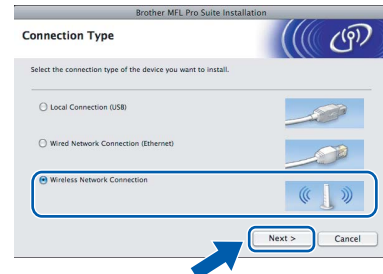 Brother MFL Pro Suite Installation
Connection Type
Select the connection type of the device you want to install.
Local Connection (USB)
Wired Network Connection (Ethernet)
Wireless Network Connection
Next >
Cancel